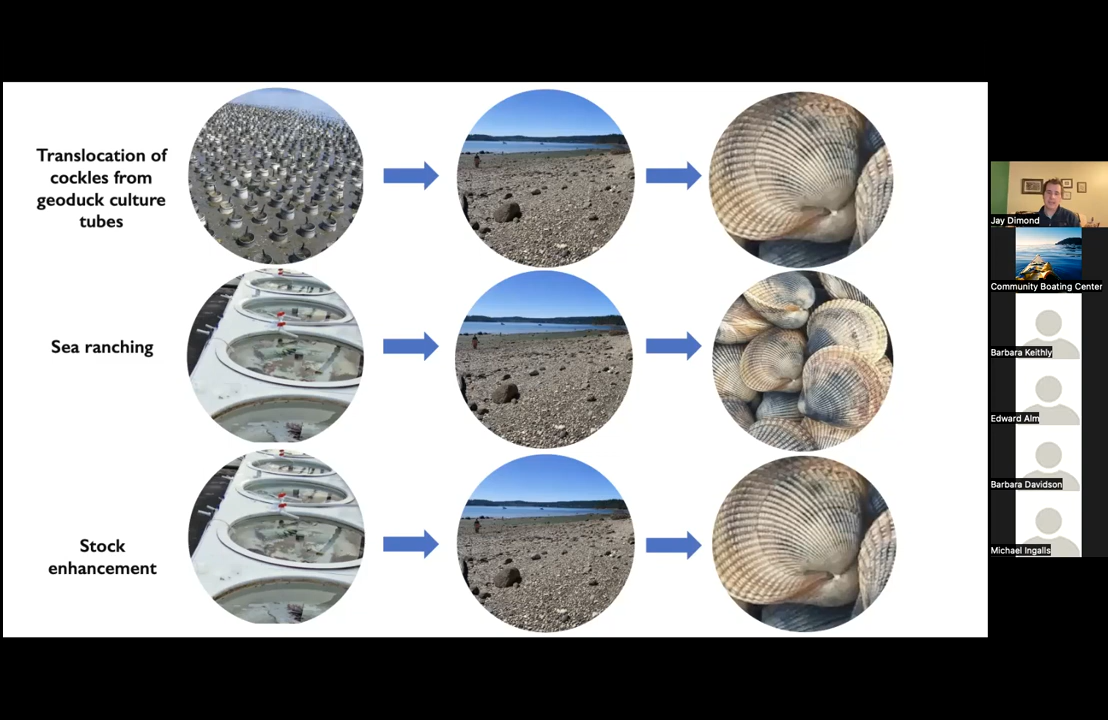 Translocation of
cockles from
geoduck culture
tubes
Sea ranching
Stock
enhancement
Jay Dimond
Community Boating Center
Barbara Keithly
Edward Alm
Barbara Davidson
Michael Ingalls